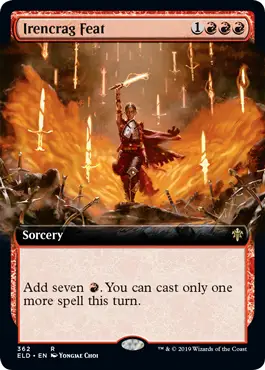 Irencrag Feat 1
Sorcery
Add seven . You can cast only one
more spell this turn.
362 R
ELD • EN YONGJAE CHOI
™ & © 2019 Wizards of the Coast